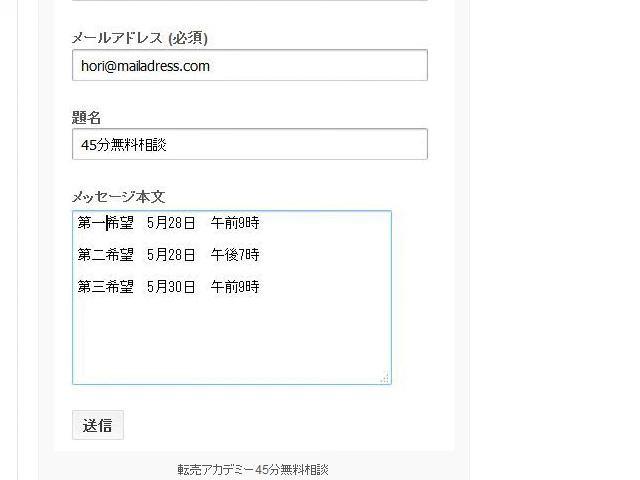 メールアドレス (必須)
hori@mailadress.com
題名
45分無料相談
メッセージ本文
第一希望　5月28日　午前9時
第二希望　5月28日　午後7時
第三希望　5月30日　午前9時
送信
転売アカデミー45分無料相談